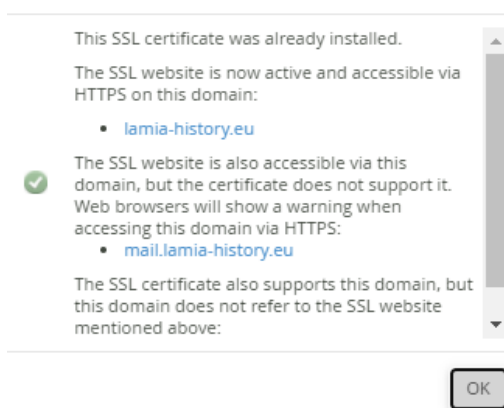 This SSL certificate was already installed.
The SSL website is now active and accessible via
HTTPS on this domain:
• lamia-history.eu
The SSL website is also accessible via this
domain, but the certificate does not support it.
Web browsers will show a warning when
accessing this domain via HTTPS:
• mail.lamia-history.eu
The SSL certificate also supports this domain, but
this domain does not refer to the SSL website
mentioned above:
OK